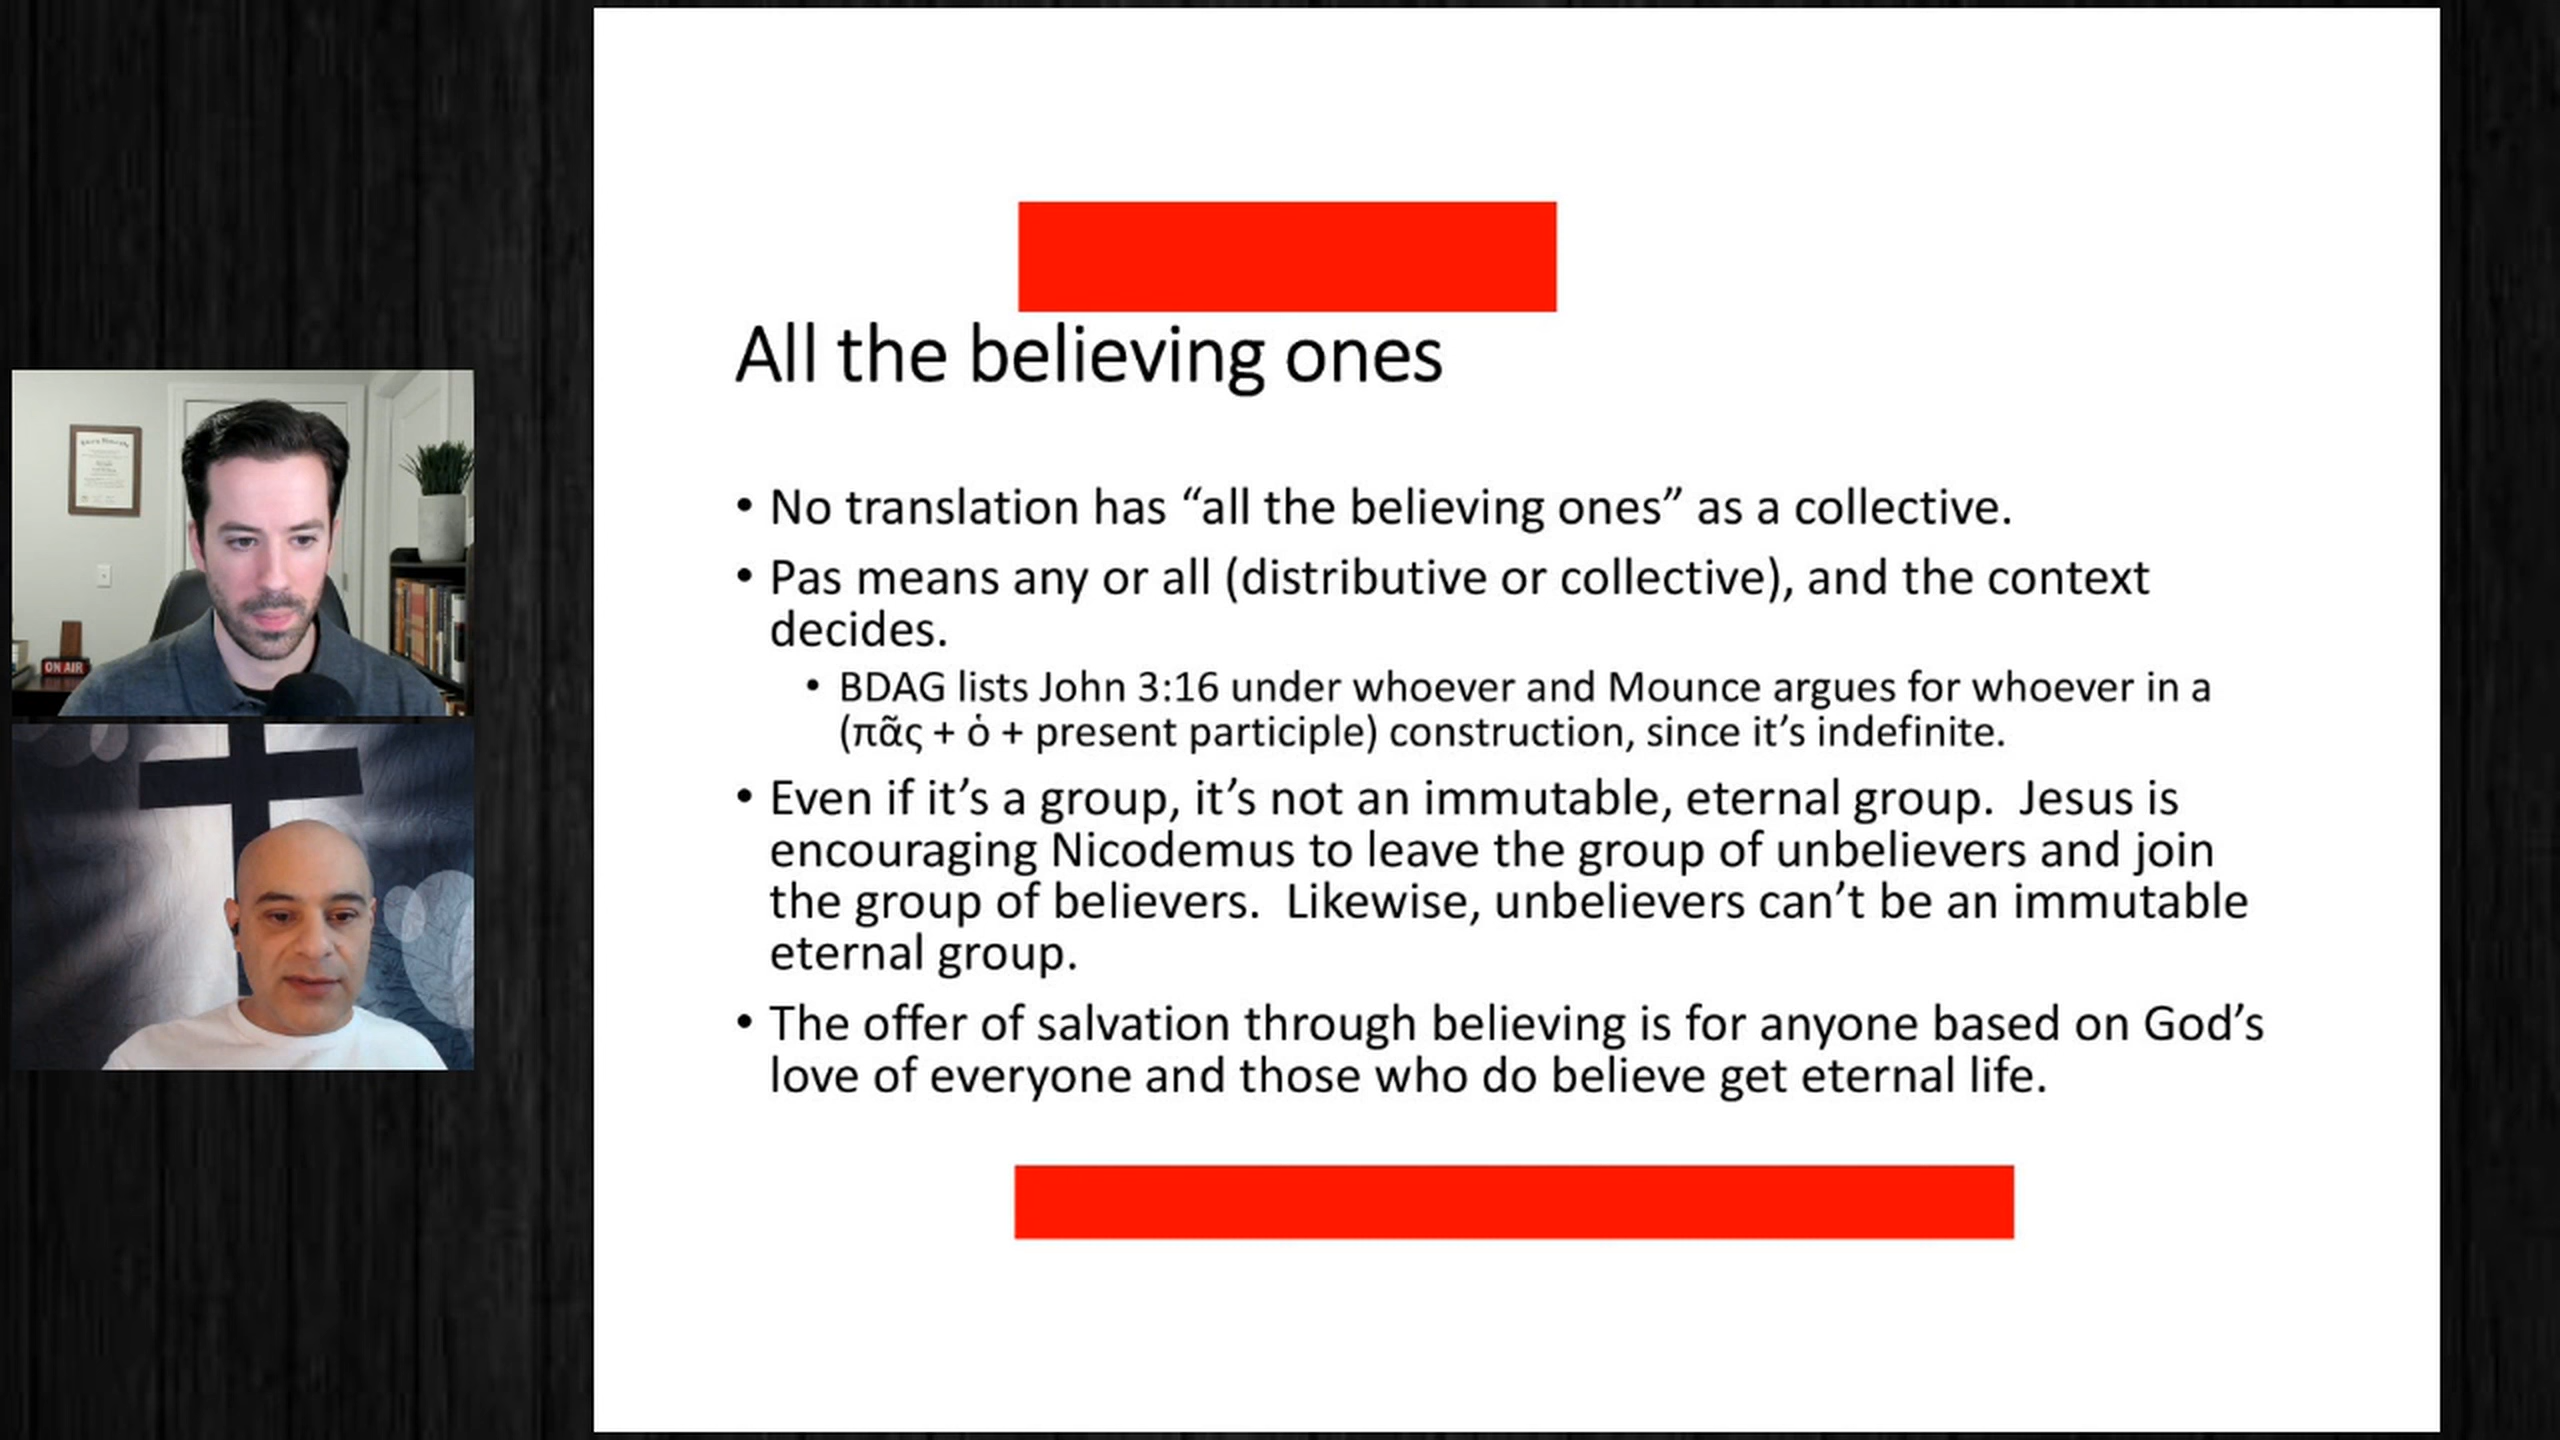 All the believing ones
• No translation has “all the believing ones” as a collective.
• Pas means any or all (distributive or collective), and the context
decides.
• BDAG lists John 3:16 under whoever and Mounce argues for whoever in a
(πᾶς + ὁ + present participle) construction, since it’s indefinite.
• Even if it’s a group, it’s not an immutable, eternal group.  Jesus is
encouraging Nicodemus to leave the group of unbelievers and join
the group of believers.  Likewise, unbelievers can’t be an immutable
eternal group.
• The offer of salvation through believing is for anyone based on God’s
love of everyone and those who do believe get eternal life.
ON AIR